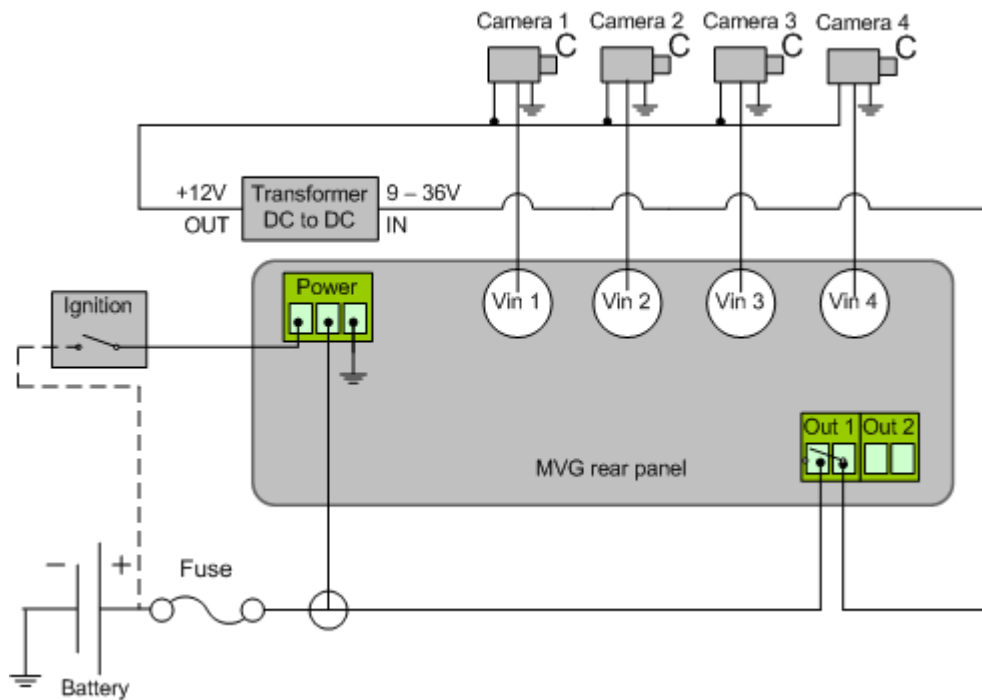 Camera 1
Camera 2
Camera 3
Camera 4
C
C
C
C
+12V
OUT
Transformer
DC to DC
9 – 36V
IN
Ignition
Power
Vin 1
Vin 2
Vin 3
Vin 4
Out 1
Out 2
MVG rear panel
–
+
Fuse
Battery